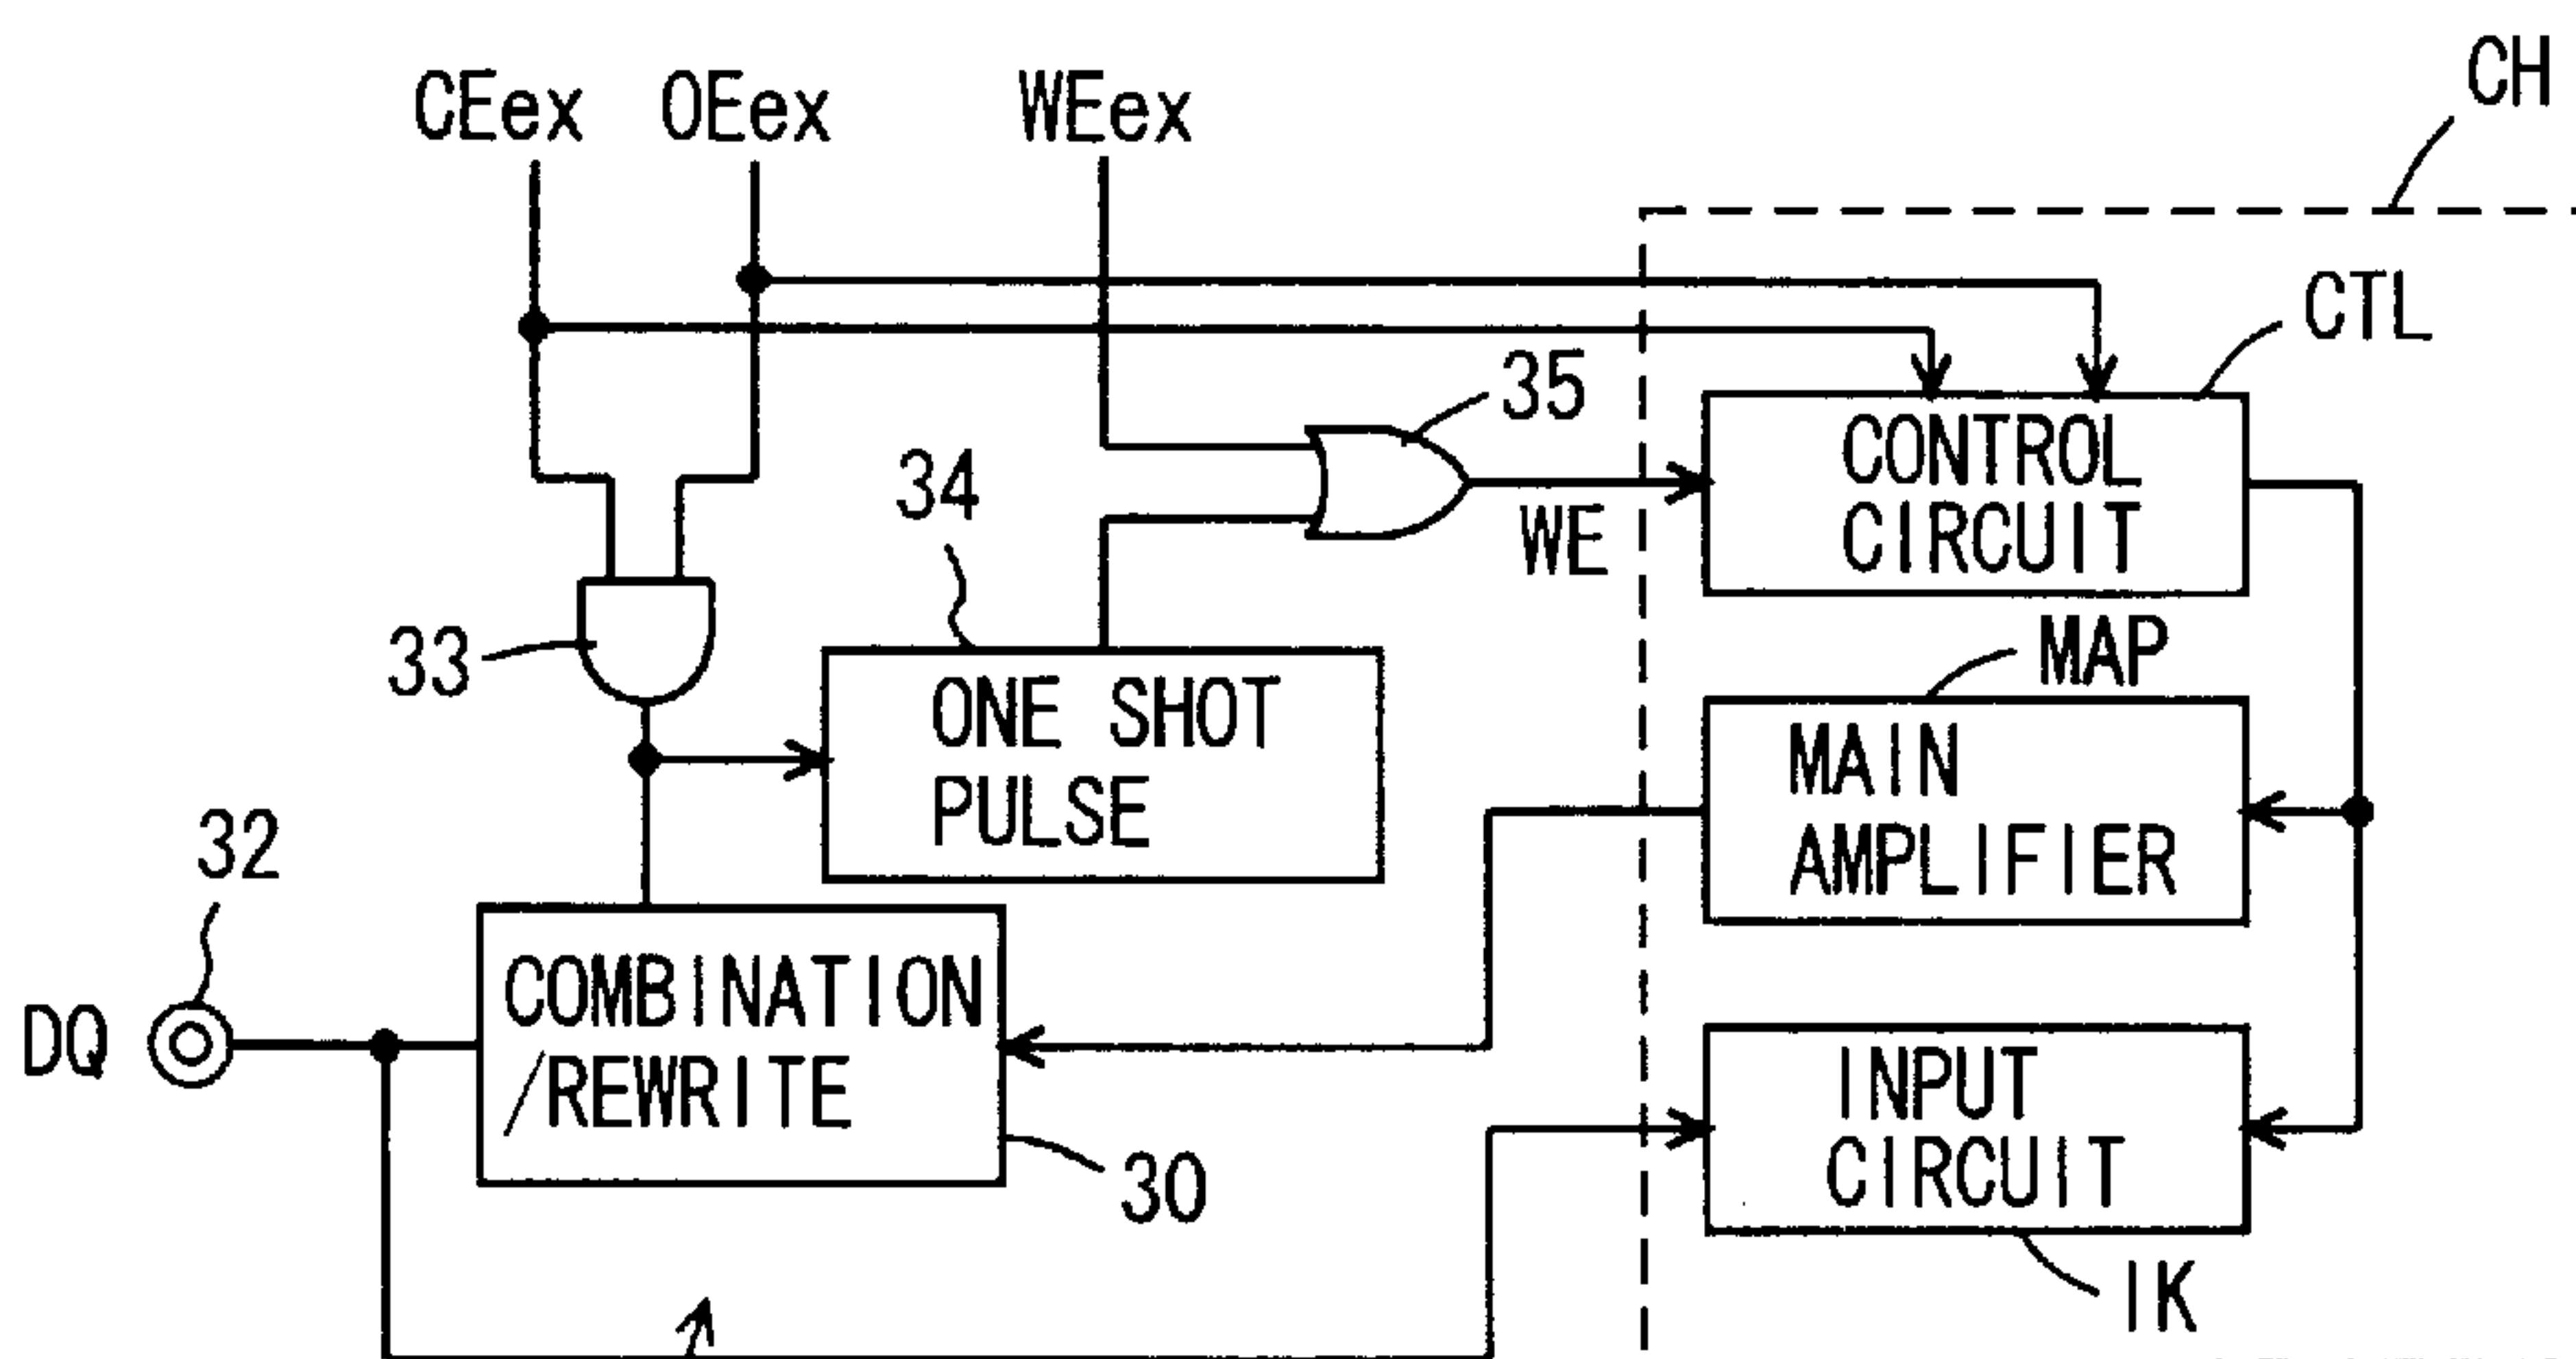 CH
CEex OEex WEex
CTL
35
CONTROL
CIRCUIT
34
WE
33
MAP
ONE SHOT
PULSE
MAIN
AMPLIFIER
32
COMBINATION
/REWRITE
DQ
INPUT
CIRCUIT
30
IK